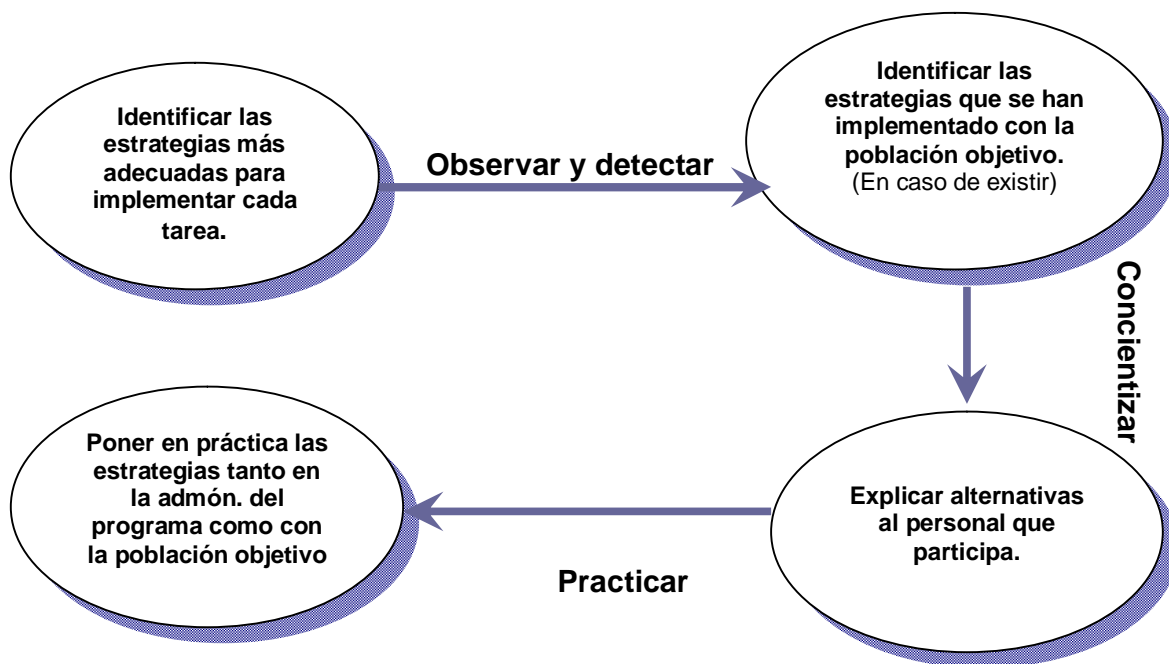 Identificar las
estrategias más
adecuadas para
implementar cada
tarea.
Observar y detectar
Identificar las
estrategias que se han
implementado con la
población objetivo.
(En caso de existir)
Concientizar
Explicar alternativas
al personal que
participa.
Practicar
Poner en práctica las
estrategias tanto en
la admón. del
programa como con
la población objetivo